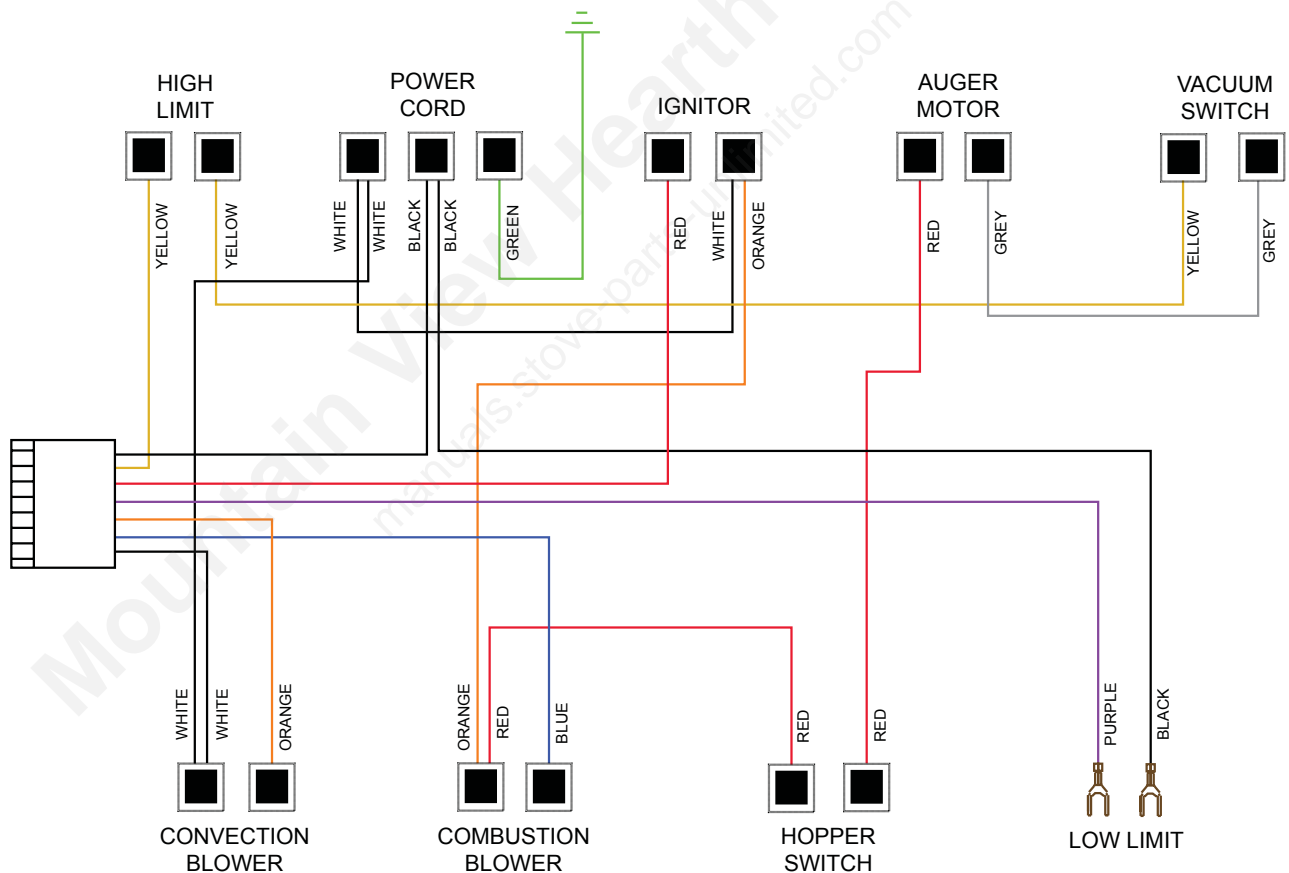 HIGH
LIMIT
POWER
CORD
IGNITOR
AUGER
MOTOR
VACUUM
SWITCH
YELLOW
YELLOW
WHITE
WHITE
BLACK
BLACK
GREEN
RED
WHITE
ORANGE
RED
GREY
YELLOW
GREY
Mountain View Hearth
manuals.stove-parts-unlimited.com
WHITE
WHITE
ORANGE
ORANGE
RED
BLUE
RED
RED
PURPLE
BLACK
CONVECTION
BLOWER
COMBUSTION
BLOWER
HOPPER
SWITCH
LOW LIMIT